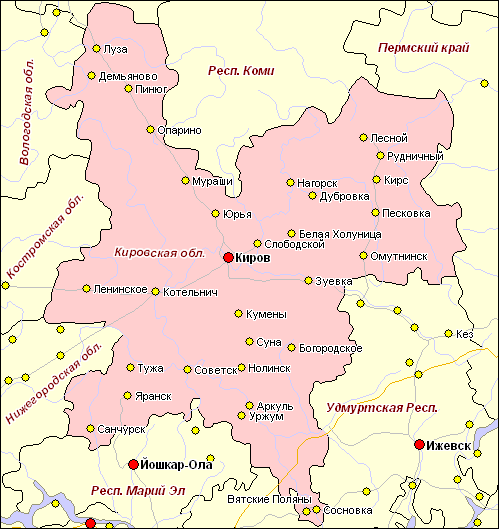 Луза
Пермский край
Респ. Коми
Демьяново
Пинюг
Вологодская обл.
Опарино
Лесной
Рудничный
Мураши
Нагорск
Кирс
Дубровка
Костромская обл.
Юрья
Песковка
Белая Холуница
Слободской
Кировская обл.
Киров
Омутнинск
Зуевка
Ленинское
Котельнич
Кумены
Кез
Суна
Богородское
Нижегородская обл.
Тужа
Советск
Нолинск
Яранск
Аркуль
Уржум
Удмуртская Респ.
Санчурск
Ижевск
Йошкар-Ола
Респ. Марий Эл
Вятские Поляны
Сосновка